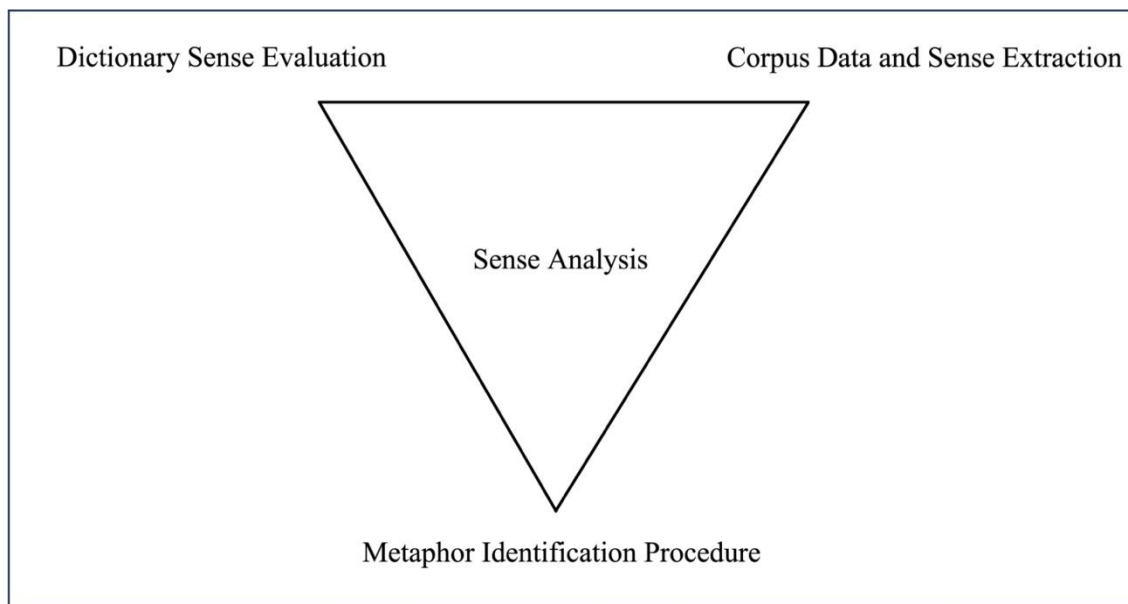 Dictionary Sense Evaluation
Corpus Data and Sense Extraction
Sense Analysis
Metaphor Identification Procedure